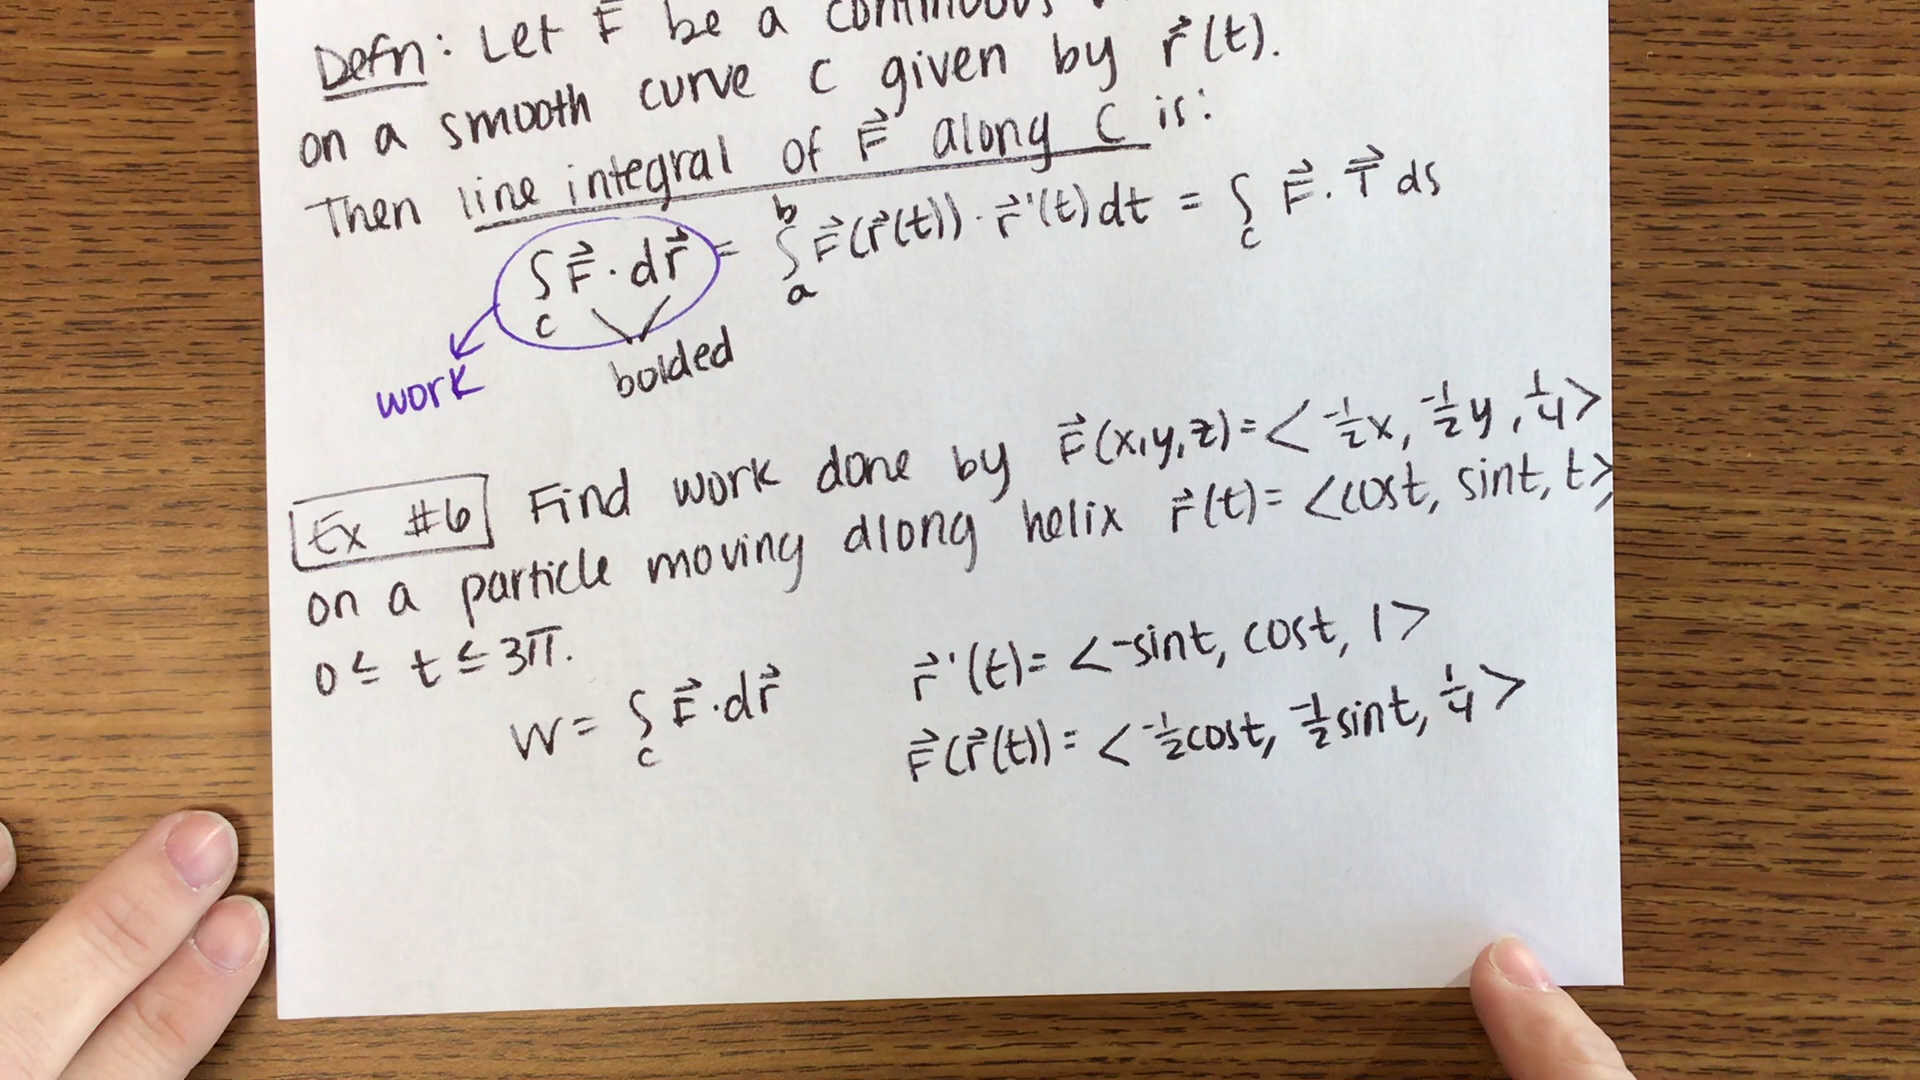 Defn: Let F⃗ be a continuous
on a smooth curve C given by r⃗(t).
Then line integral of F⃗ along C is:
∫_C F⃗ · dr⃗ = ∫_a^b F⃗(r⃗(t)) · r⃗'(t) dt = ∫_C F⃗ · T⃗ ds
work
bolded
Ex #6 Find work done by F⃗(x,y,z) = < -1/2 x, -1/2 y, 1/4 >
on a particle moving along helix r⃗(t) = <cost, sint, t>,
0 ≤ t ≤ 3π.
r⃗'(t) = <-sint, cost, 1>
W = ∫_C F⃗ · dr⃗
F⃗(r⃗(t)) = < -1/2 cost, -1/2 sint, 1/4 >